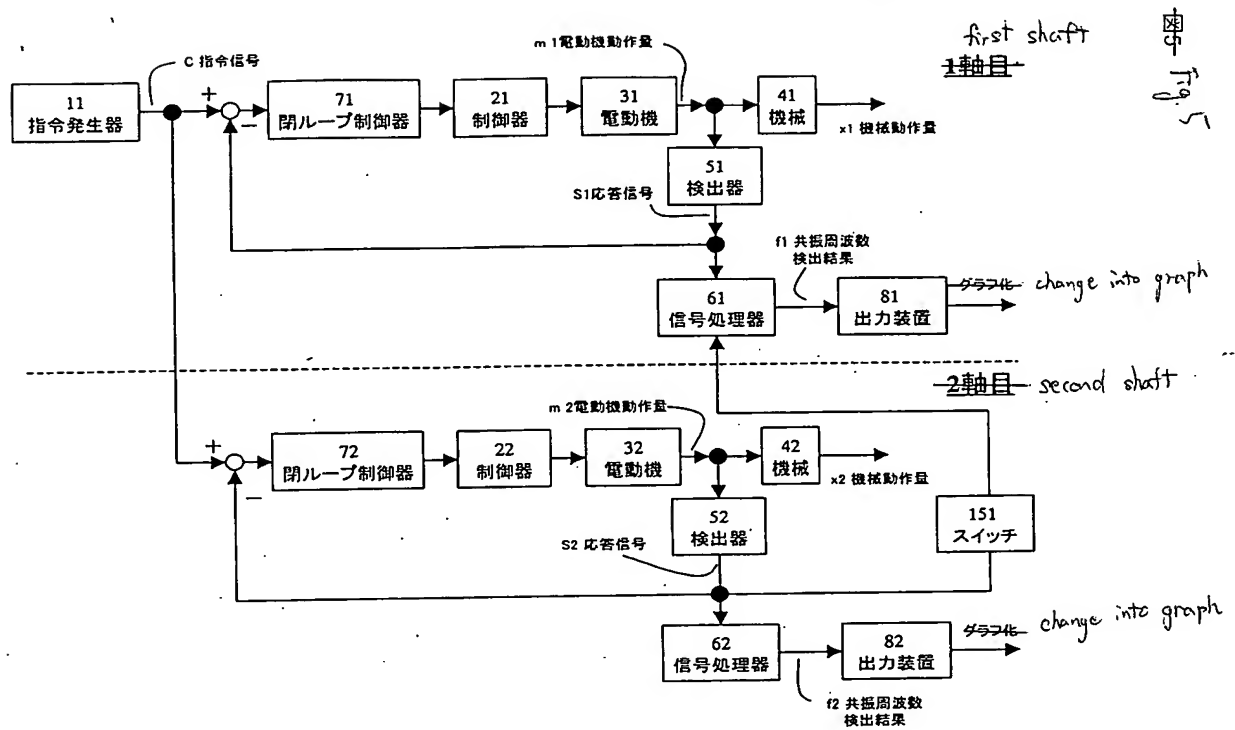 first shaft
1軸目
図5
Fig. 5
C 指令信号
m 1電動機動作量
11
指令発生器
+
−
71
閉ループ制御器
21
制御器
31
電動機
41
機械
x1 機械動作量
51
検出器
S1応答信号
f1 共振周波数
検出結果
61
信号処理器
81
出力装置
グラフ化 change into graph
2軸目 second shaft
m 2電動機動作量
+
−
72
閉ループ制御器
22
制御器
32
電動機
42
機械
x2 機械動作量
52
検出器
151
スイッチ
S2 応答信号
62
信号処理器
82
出力装置
グラフ化 change into graph
f2 共振周波数
検出結果